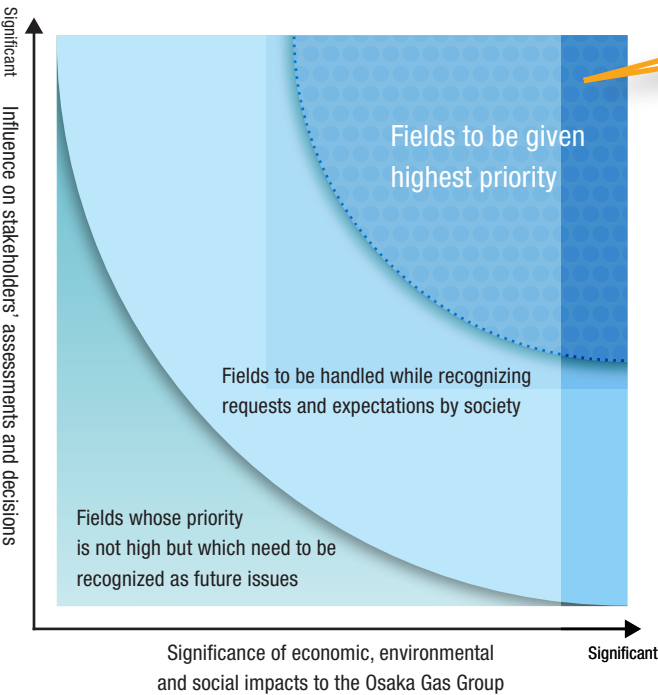 Significant
Influence on stakeholders’ assessments and decisions
Fields to be given
highest priority
Fields to be handled while recognizing
requests and expectations by society
Fields whose priority
is not high but which need to be
recognized as future issues
Significance of economic, environmental
and social impacts to the Osaka Gas Group
Significant